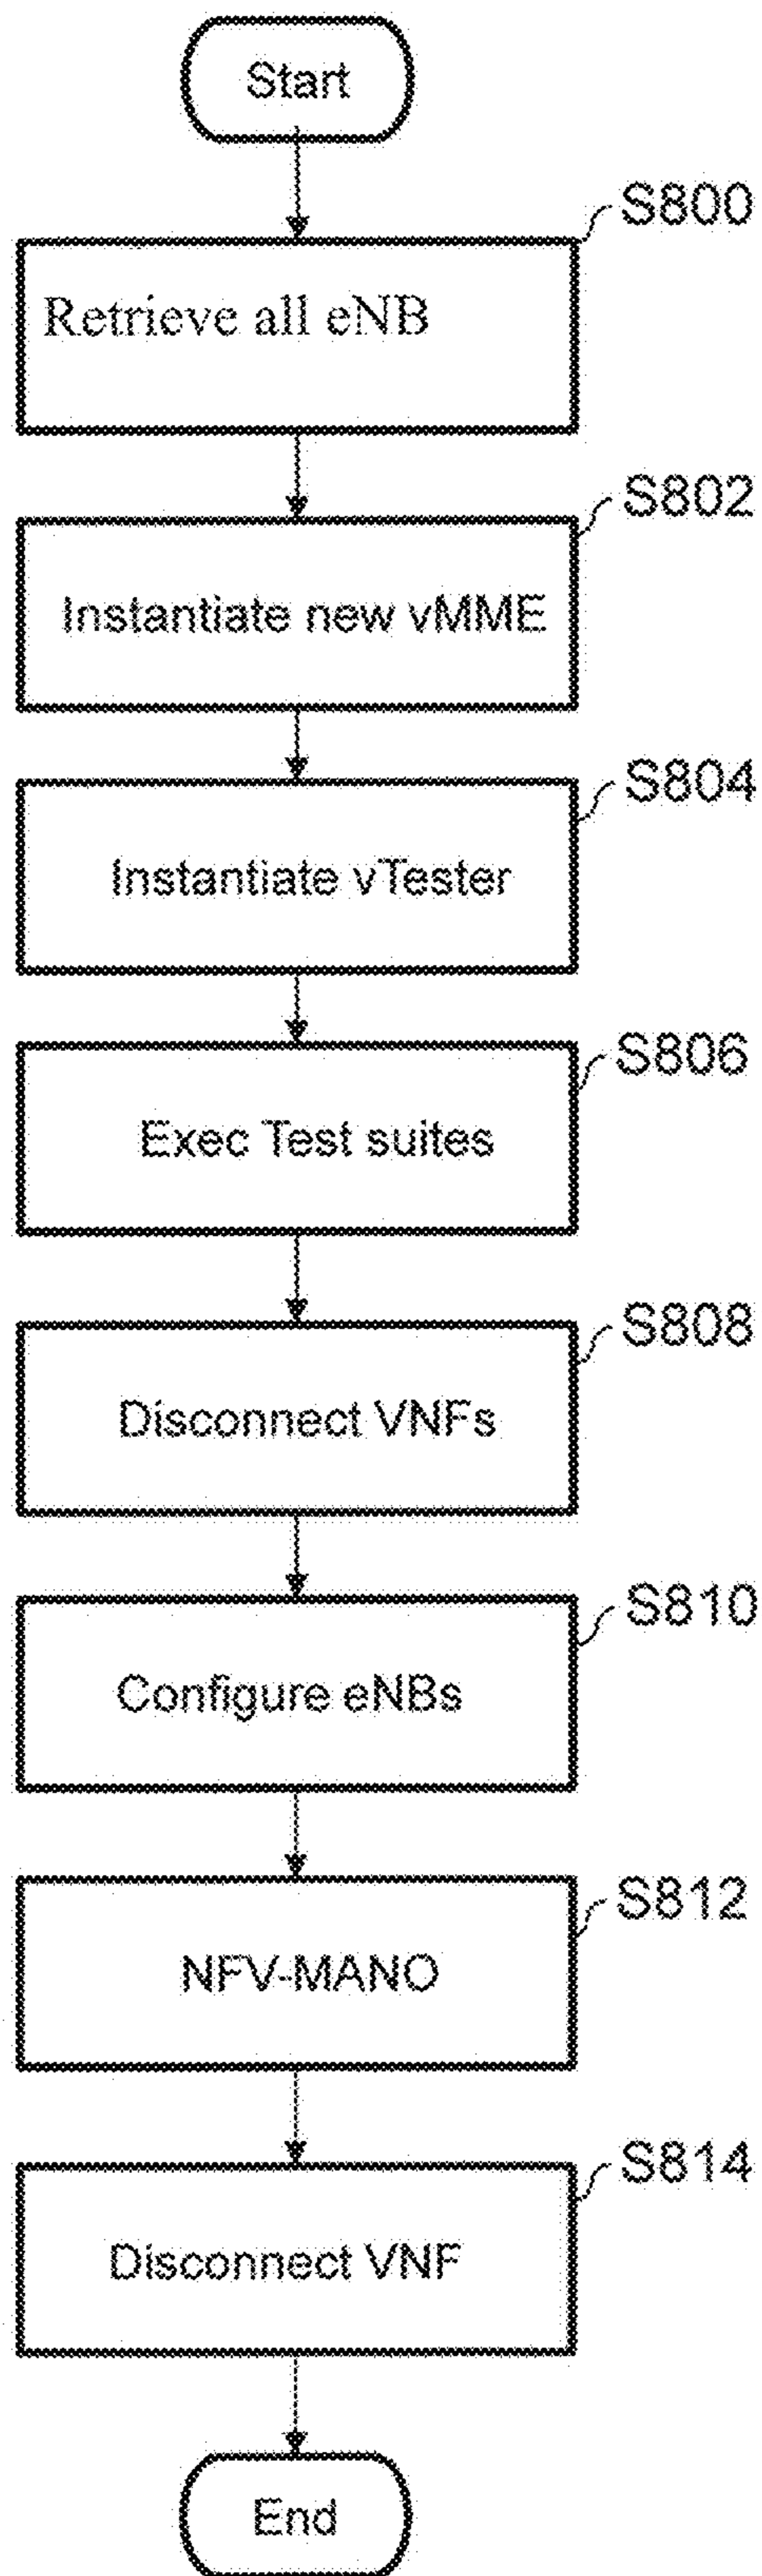 Start
S800
Retrieve all eNB
S802
Instantiate new vMME
S804
Instantiate vTester
S806
Exec Test suites
S808
Disconnect VNFs
S810
Configure eNBs
S812
NFV-MANO
S814
Disconnect VNF
End